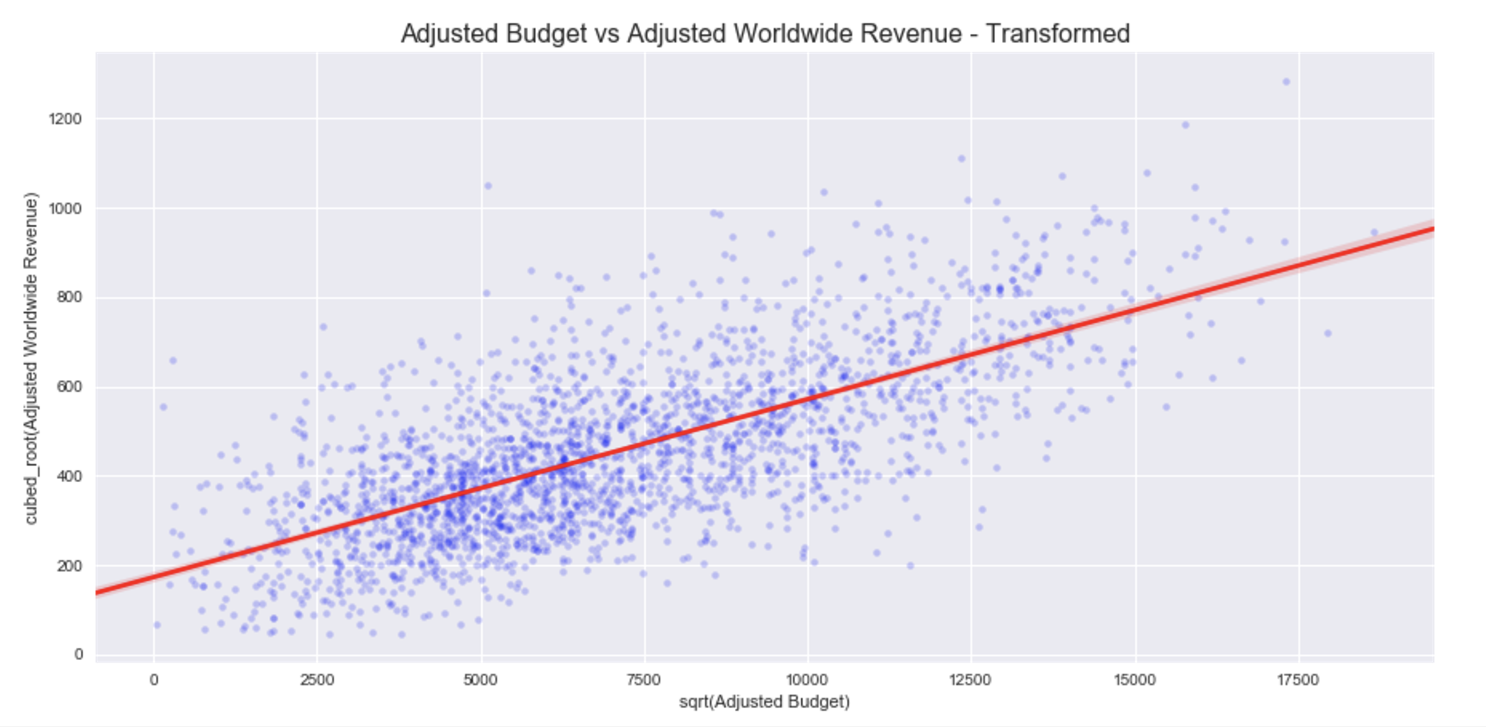 Adjusted Budget vs Adjusted Worldwide Revenue - Transformed
cubed_root(Adjusted Worldwide Revenue)
1200
1000
800
600
400
200
0
0 2500 5000 7500 10000 12500 15000 17500
sqrt(Adjusted Budget)